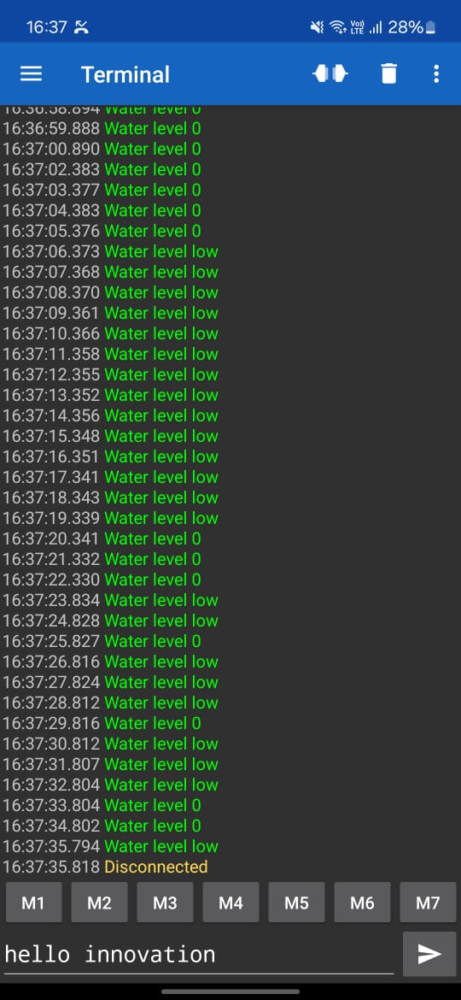 16:37 Vo)) LTE 28%
Terminal
16:36:58.894 Water level 0
16:36:59.888 Water level 0
16:37:00.890 Water level 0
16:37:02.383 Water level 0
16:37:03.377 Water level 0
16:37:04.383 Water level 0
16:37:05.376 Water level 0
16:37:06.373 Water level low
16:37:07.368 Water level low
16:37:08.370 Water level low
16:37:09.361 Water level low
16:37:10.366 Water level low
16:37:11.358 Water level low
16:37:12.355 Water level low
16:37:13.352 Water level low
16:37:14.356 Water level low
16:37:15.348 Water level low
16:37:16.351 Water level low
16:37:17.341 Water level low
16:37:18.343 Water level low
16:37:19.339 Water level low
16:37:20.341 Water level 0
16:37:21.332 Water level 0
16:37:22.330 Water level 0
16:37:23.834 Water level low
16:37:24.828 Water level low
16:37:25.827 Water level 0
16:37:26.816 Water level low
16:37:27.824 Water level low
16:37:28.812 Water level low
16:37:29.816 Water level 0
16:37:30.812 Water level low
16:37:31.807 Water level low
16:37:32.804 Water level low
16:37:33.804 Water level 0
16:37:34.802 Water level 0
16:37:35.794 Water level low
16:37:35.818 Disconnected
M1 M2 M3 M4 M5 M6 M7
hello innovation